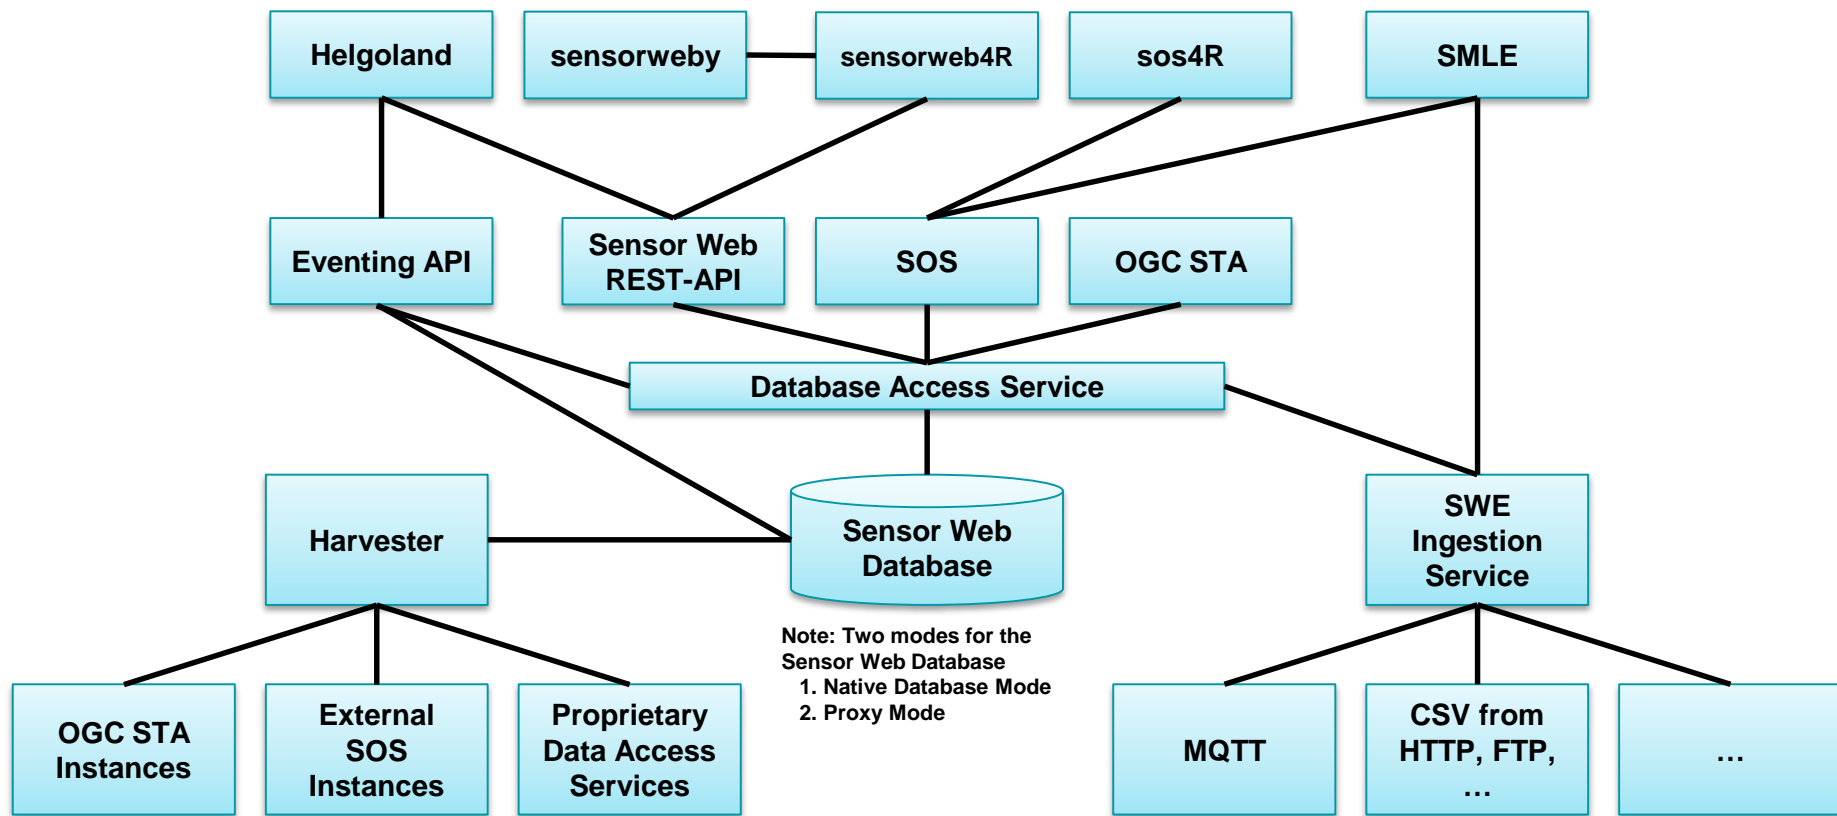 Helgoland
sensorweby
sensorweb4R
sos4R
SMLE
Eventing API
Sensor Web
REST-API
SOS
OGC STA
Database Access Service
Harvester
Sensor Web
Database
SWE
Ingestion
Service
Note: Two modes for the
Sensor Web Database
1. Native Database Mode
2. Proxy Mode
OGC STA
Instances
External
SOS
Instances
Proprietary
Data Access
Services
MQTT
CSV from
HTTP, FTP,
...
...